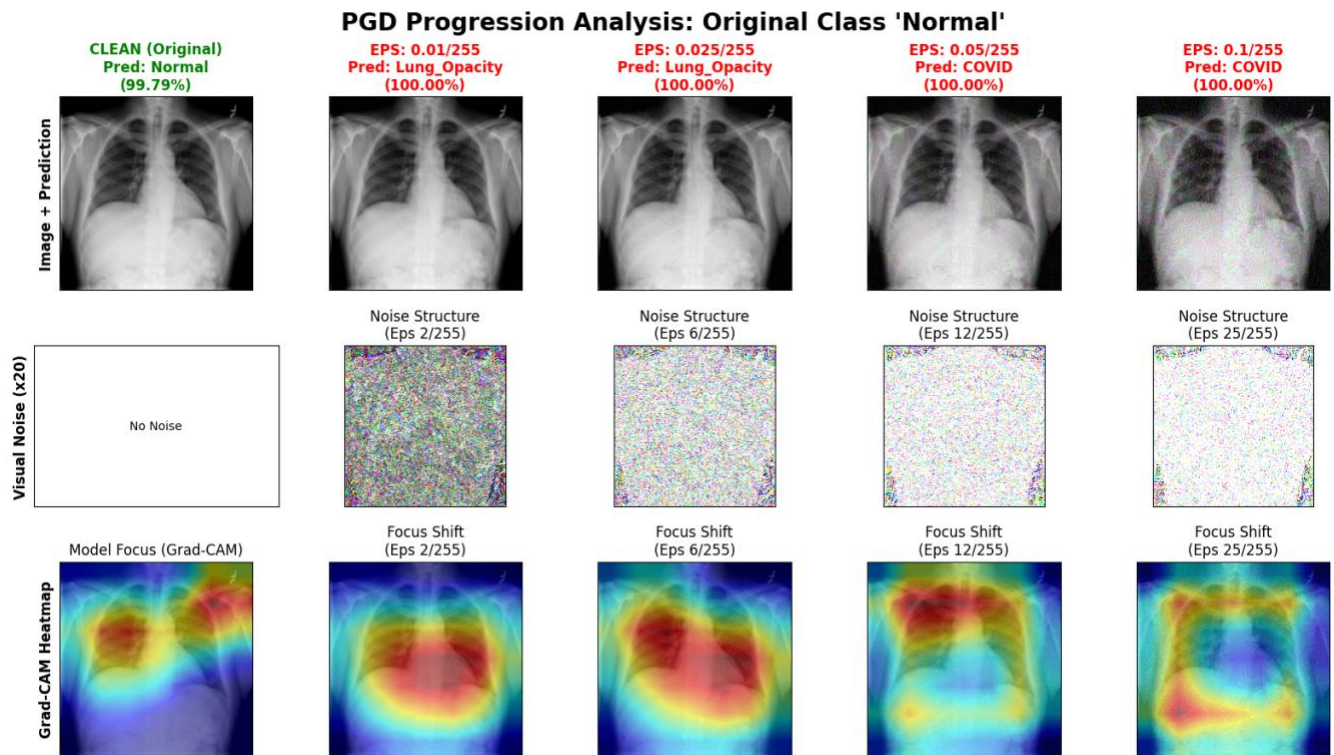 PGD Progression Analysis: Original Class 'Normal'
CLEAN (Original)
Pred: Normal
(99.79%)
EPS: 0.01/255
Pred: Lung_Opacity
(100.00%)
EPS: 0.025/255
Pred: Lung_Opacity
(100.00%)
EPS: 0.05/255
Pred: COVID
(100.00%)
EPS: 0.1/255
Pred: COVID
(100.00%)
Image + Prediction
Noise Structure
(Eps 2/255)
Noise Structure
(Eps 6/255)
Noise Structure
(Eps 12/255)
Noise Structure
(Eps 25/255)
Visual Noise (x20)
No Noise
Model Focus (Grad-CAM)
Focus Shift
(Eps 2/255)
Focus Shift
(Eps 6/255)
Focus Shift
(Eps 12/255)
Focus Shift
(Eps 25/255)
Grad-CAM Heatmap